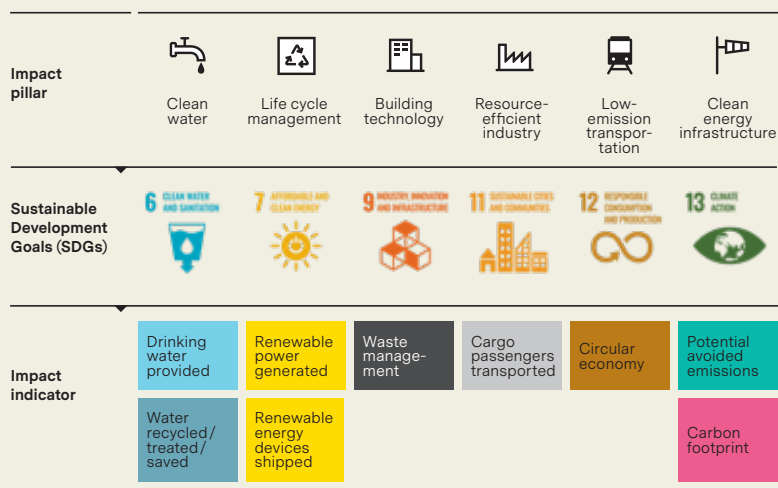 Impact
pillar
Clean
water
Life cycle
management
Building
technology
Resource-
efficient
industry
Low-
emission
transpor-
tation
Clean
energy
infrastructure
Sustainable
Development
Goals (SDGs)
6 CLEAN WATER
AND SANITATION
7 AFFORDABLE AND
CLEAN ENERGY
9 INDUSTRY, INNOVATION
AND INFRASTRUCTURE
11 SUSTAINABLE CITIES
AND COMMUNITIES
12 RESPONSIBLE
CONSUMPTION
AND PRODUCTION
13 CLIMATE
ACTION
Impact
indicator
Drinking
water
provided
Renewable
power
generated
Waste
manage-
ment
Cargo
passengers
transported
Circular
economy
Potential
avoided
emissions
Water
recycled/
treated/
saved
Renewable
energy
devices
shipped
Carbon
footprint